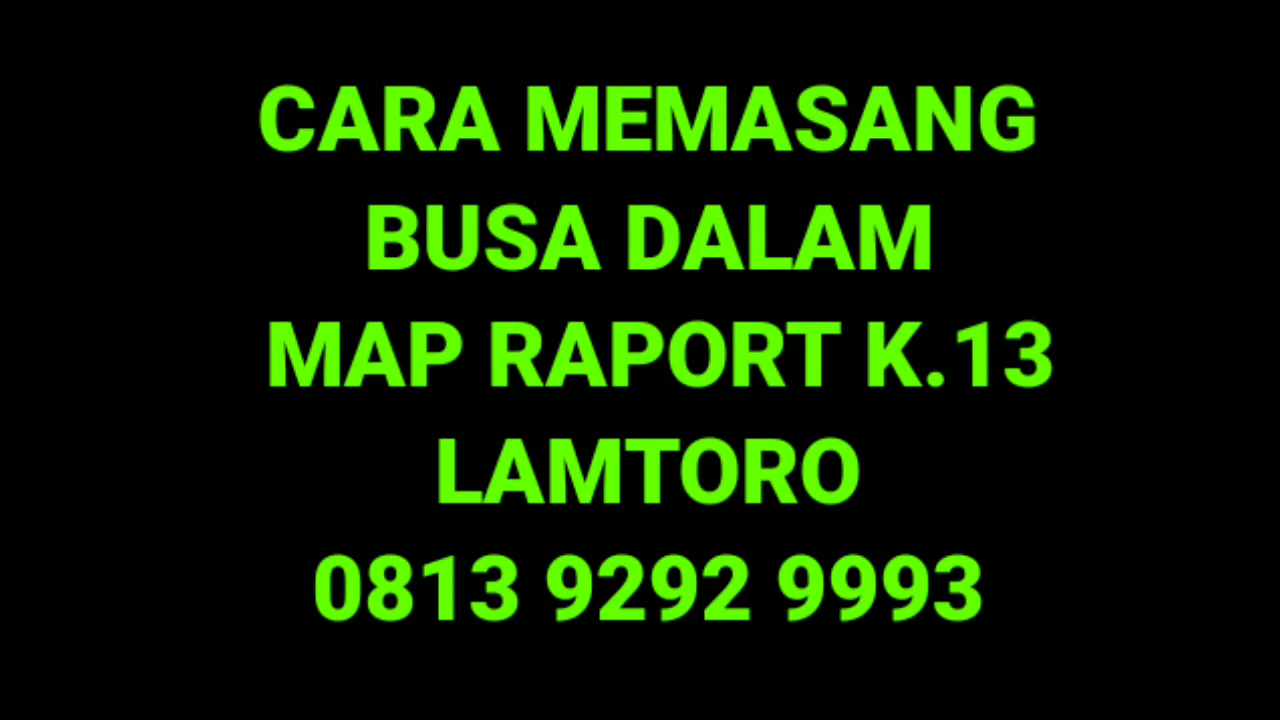 CARA MEMASANG
BUSA DALAM
MAP RAPORT K.13
LAMTORO
0813 9292 9993